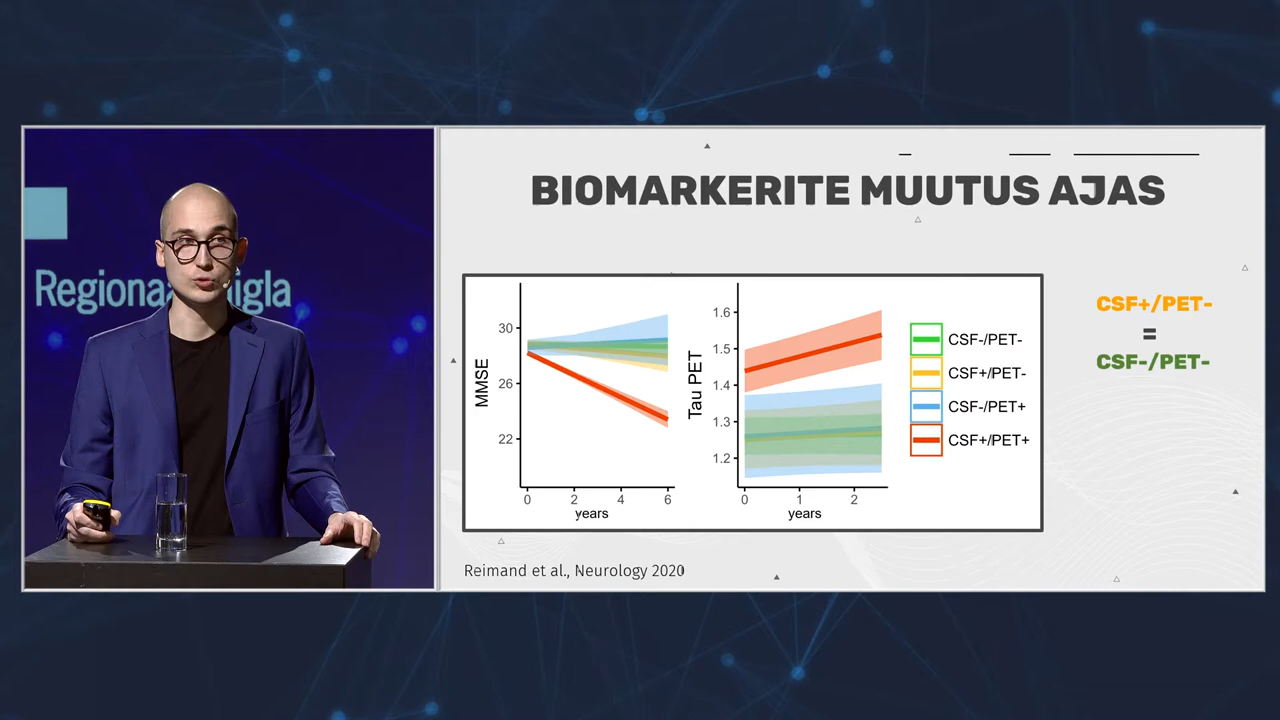 BIOMARKERITE MUUTUS AJAS
MMSE
30
26
22
0 2 4 6
years
Tau PET
1.6
1.5
1.4
1.3
1.2
0 1 2
years
CSF-/PET-
CSF+/PET-
CSF-/PET+
CSF+/PET+
CSF+/PET-
=
CSF-/PET-
Reimand et al., Neurology 2020